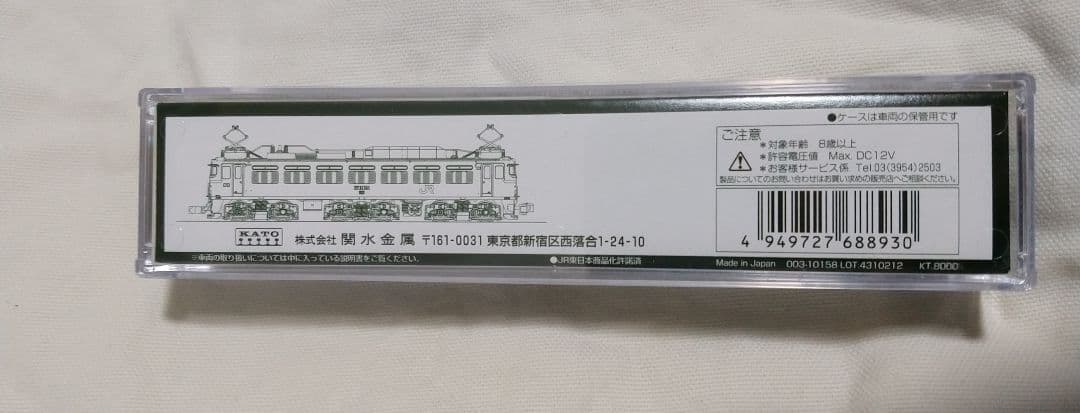 ●ケースは車両の保管用です
ご注意
＊対象年齢 8歳以上
＊許容電圧値 Max. DC12V
＊お客様サービス係 Tel.03(3954)2503
製品についてのお問い合わせはお買い求めの販売店へご相談ください。
JR
KATO
株式会社 関水金属 〒161-0031 東京都新宿区西落合1-24-10
4 949727 688930
※車両の取り扱いについては中に入っている説明書をご覧ください。
●JR東日本商品化許諾済
Made in Japan 003-10158 LOT.4310212 KT.8000